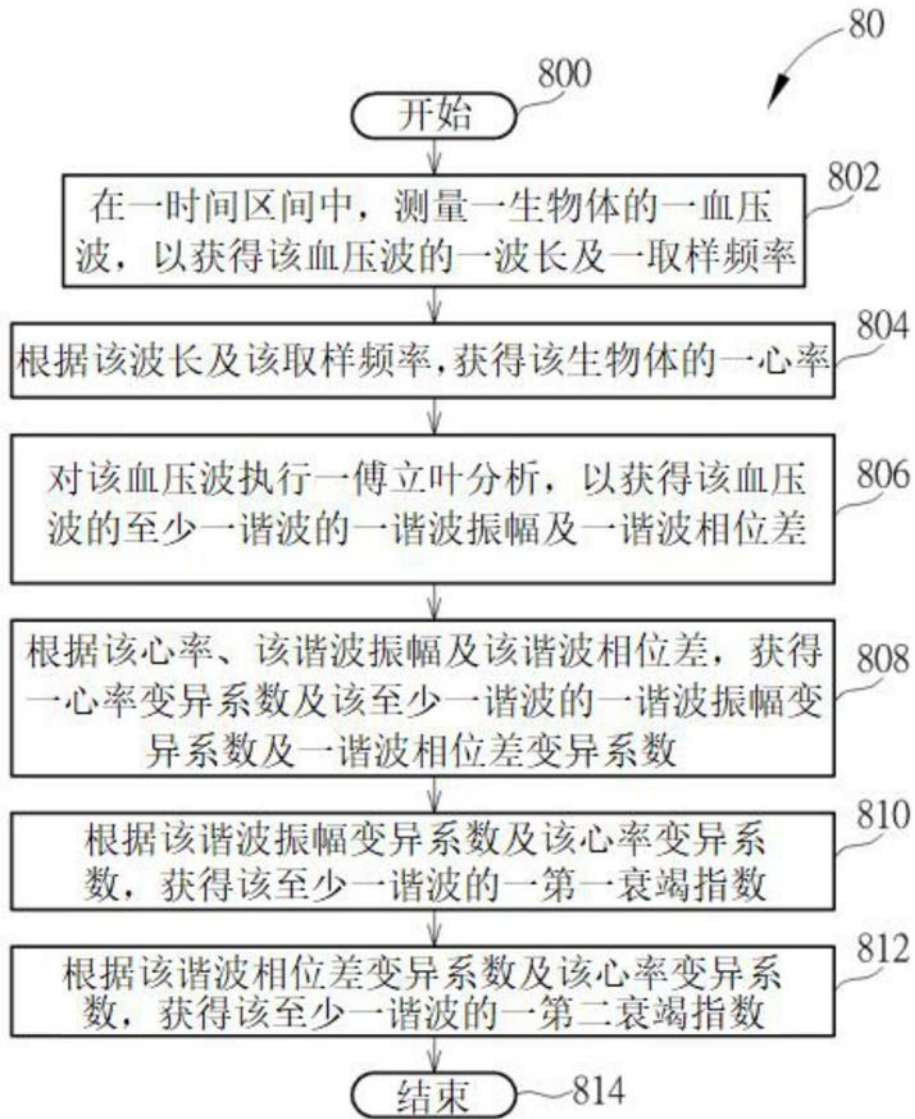 80
800
开始
802
在一时间区间中，测量一生物体的一血压
波，以获得该血压波的一波长及一取样频率
804
根据该波长及该取样频率，获得该生物体的一心率
806
对该血压波执行一傅立叶分析，以获得该血压
波的至少一谐波的一谐波振幅及一谐波相位差
808
根据该心率、该谐波振幅及该谐波相位差，获得
一心率变异系数及该至少一谐波的一谐波振幅变
异系数及一谐波相位差变异系数
810
根据该谐波振幅变异系数及该心率变异系
数，获得该至少一谐波的一第一衰竭指数
812
根据该谐波相位差变异系数及该心率变异系
数，获得该至少一谐波的一第二衰竭指数
结束
814